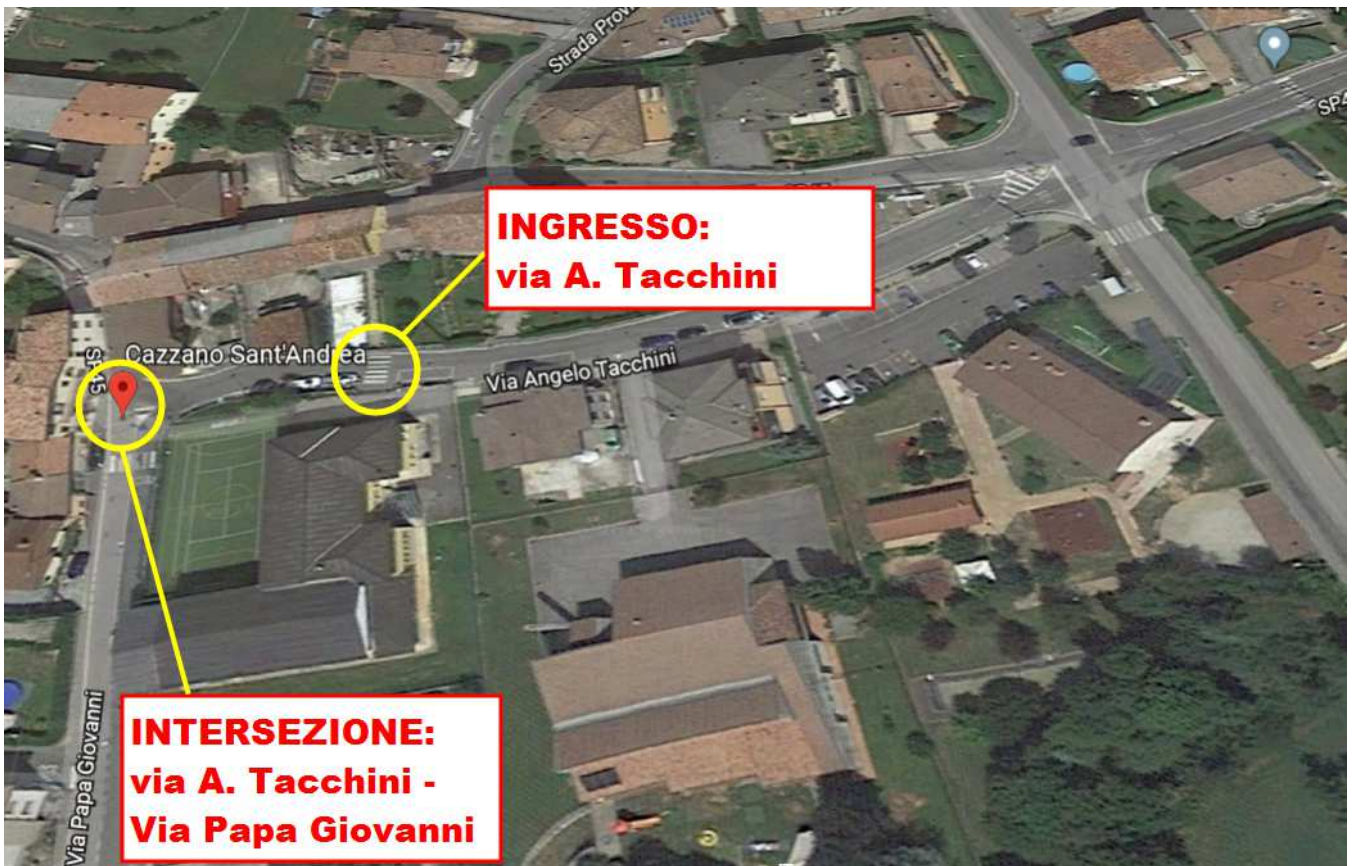 Strada Provi
SP4
INGRESSO:
via A. Tacchini
Cazzano Sant'Andrea
SP45
Via Angelo Tacchini
INTERSEZIONE:
via A. Tacchini -
Via Papa Giovanni
Via Papa Giovanni